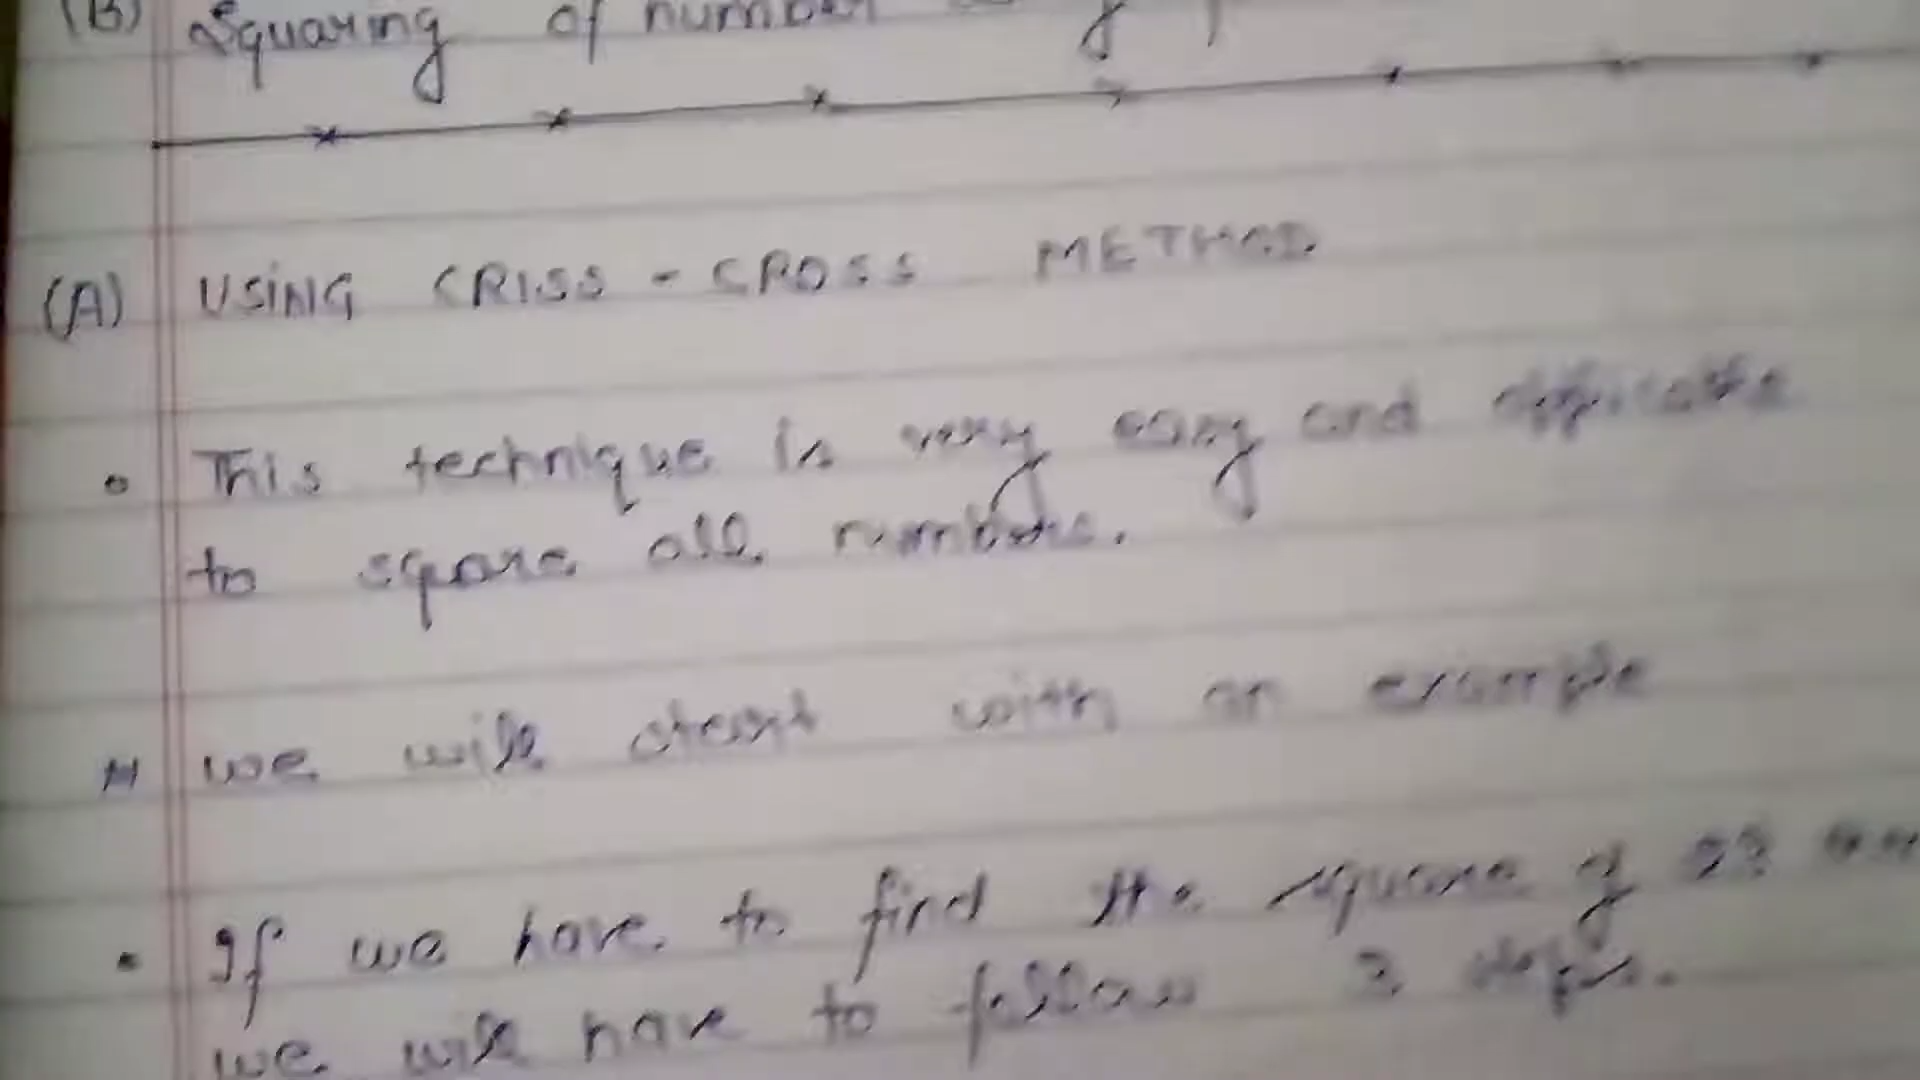 (B) Squaring of number
(A) USING CRISS - CROSS METHOD
This technique is very easy and
to square all numbers.
we will start with an example
If we have to find the square of
we will have to follow 3 steps.